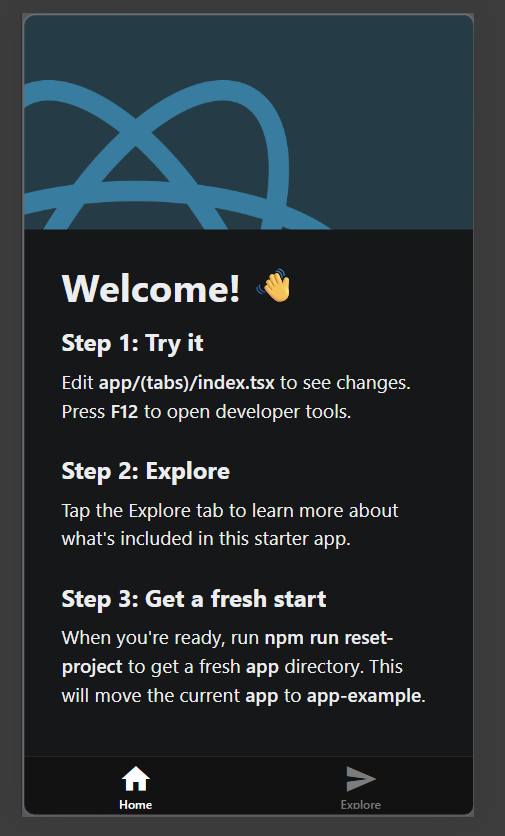 Welcome! 👋
Step 1: Try it
Edit app/(tabs)/index.tsx to see changes.
Press F12 to open developer tools.
Step 2: Explore
Tap the Explore tab to learn more about
what's included in this starter app.
Step 3: Get a fresh start
When you're ready, run npm run reset-
project to get a fresh app directory. This
will move the current app to app-example.
Home
Explore